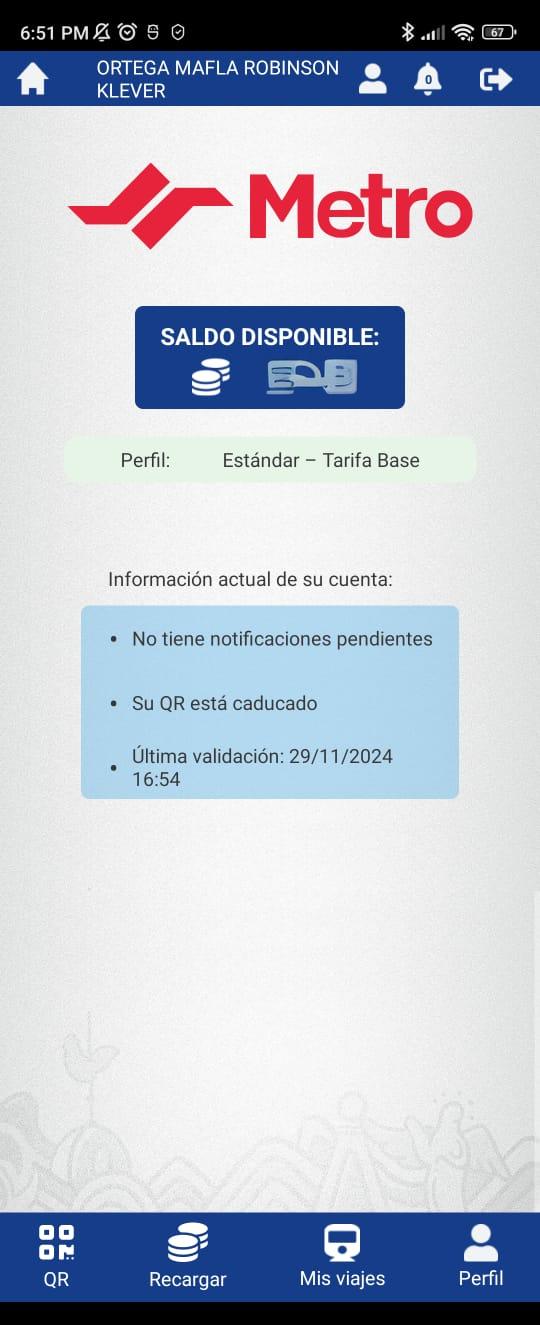 6:51 PM
67
ORTEGA MAFLA ROBINSON
KLEVER
0
Metro
SALDO DISPONIBLE:
Perfil: Estándar – Tarifa Base
Información actual de su cuenta:
• No tiene notificaciones pendientes
• Su QR está caducado
• Última validación: 29/11/2024
16:54
QR Recargar Mis viajes Perfil